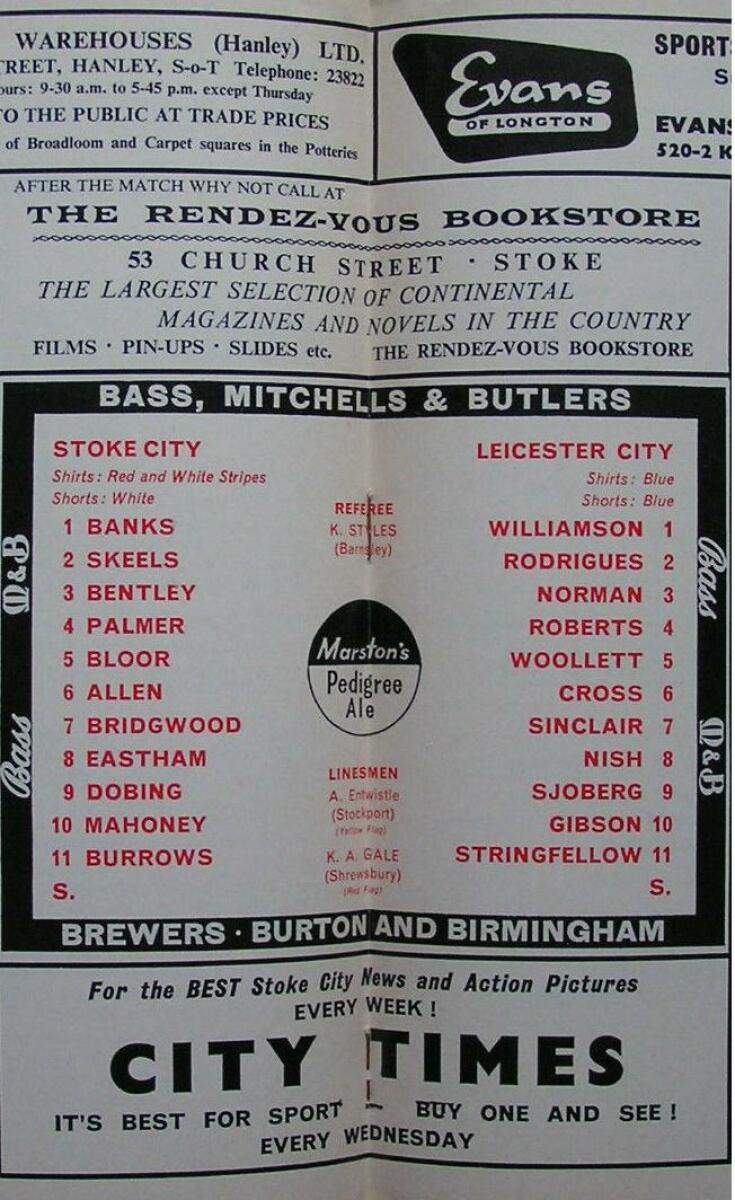 WAREHOUSES (Hanley) LTD.
TREET, HANLEY, S-o-T Telephone: 23822
ours: 9-30 a.m. to 5-45 p.m. except Thursday
TO THE PUBLIC AT TRADE PRICES
of Broadloom and Carpet squares in the Potteries
Evans
OF LONGTON
SPORT
S
EVANS
520-2 K
AFTER THE MATCH WHY NOT CALL AT
THE RENDEZ-VOUS BOOKSTORE
53 CHURCH STREET · STOKE
THE LARGEST SELECTION OF CONTINENTAL
MAGAZINES AND NOVELS IN THE COUNTRY
FILMS · PIN-UPS · SLIDES etc. THE RENDEZ-VOUS BOOKSTORE
BASS, MITCHELLS & BUTLERS
M&B
Bass
STOKE CITY
Shirts: Red and White Stripes
Shorts: White
1 BANKS
2 SKEELS
3 BENTLEY
4 PALMER
5 BLOOR
6 ALLEN
7 BRIDGWOOD
8 EASTHAM
9 DOBING
10 MAHONEY
11 BURROWS
S.
REFEREE
K. STYLES
(Barnsley)
Marston's
Pedigree
Ale
LINESMEN
A. Entwistle
(Stockport)
(Yellow Flag)
K. A. GALE
(Shrewsbury)
(Red Flag)
LEICESTER CITY
Shirts: Blue
Shorts: Blue
WILLIAMSON 1
RODRIGUES 2
NORMAN 3
ROBERTS 4
WOOLLETT 5
CROSS 6
SINCLAIR 7
NISH 8
SJOBERG 9
GIBSON 10
STRINGFELLOW 11
S.
Bass
M&B
BREWERS · BURTON AND BIRMINGHAM
For the BEST Stoke City News and Action Pictures
EVERY WEEK !
CITY TIMES
IT'S BEST FOR SPORT — BUY ONE AND SEE !
EVERY WEDNESDAY